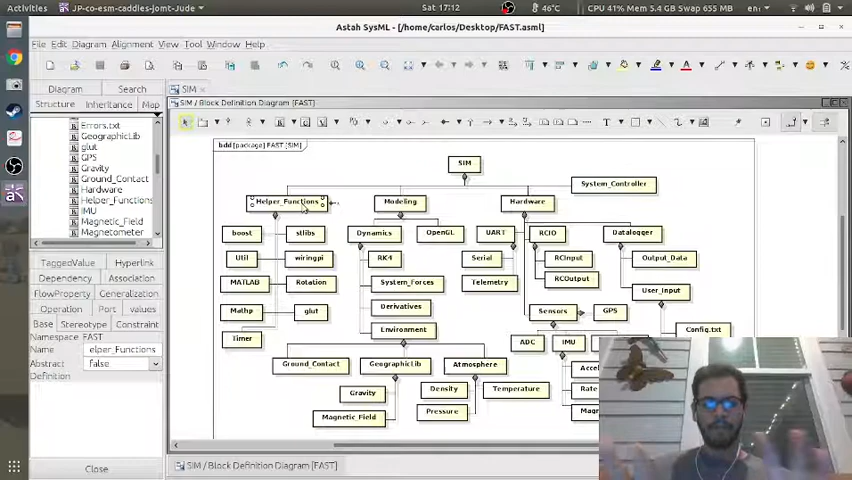 Activities JP-co-esm-caddies-jomt-Jude Sat 17:12 46°C CPU 41% Mem 5.4 G Swap 655 MB en
Astah SysML - [/home/carlos/Desktop/FAST.asml]
File Edit Diagram Alignment View Tool Window Help
Diagram Search
Structure Inheritance Map
SIM
SIM / Block Definition Diagram [FAST]
Errors.txt
GeographicLib
glut
GPS
Gravity
Ground_Contact
Hardware
Helper_Functions
IMU
Magnetic_Field
Magnetometer
TaggedValue Hyperlink
Dependency Association
FlowProperty Generalization
Operation Port values
Base Stereotype Constraint
Namespace FAST
Name elper_Functions
Abstract false
Definition
Close
bdd [package] FAST [SIM]
SIM
System_Controller
Helper_Functions Modeling Hardware
boost stlibs Dynamics OpenGL UART RCIO Datalogger
Util wiringpi RK4 Serial RCInput Output_Data
MATLAB Rotation System_Forces Telemetry RCOutput
User_Input
Mathp glut Derivatives Sensors GPS
Timer Environment Config.txt
ADC IMU
Ground_Contact GeographicLib Atmosphere Accel
Gravity Density Temperature Rate
Magnetic_Field Pressure Mag
SIM / Block Definition Diagram [FAST]